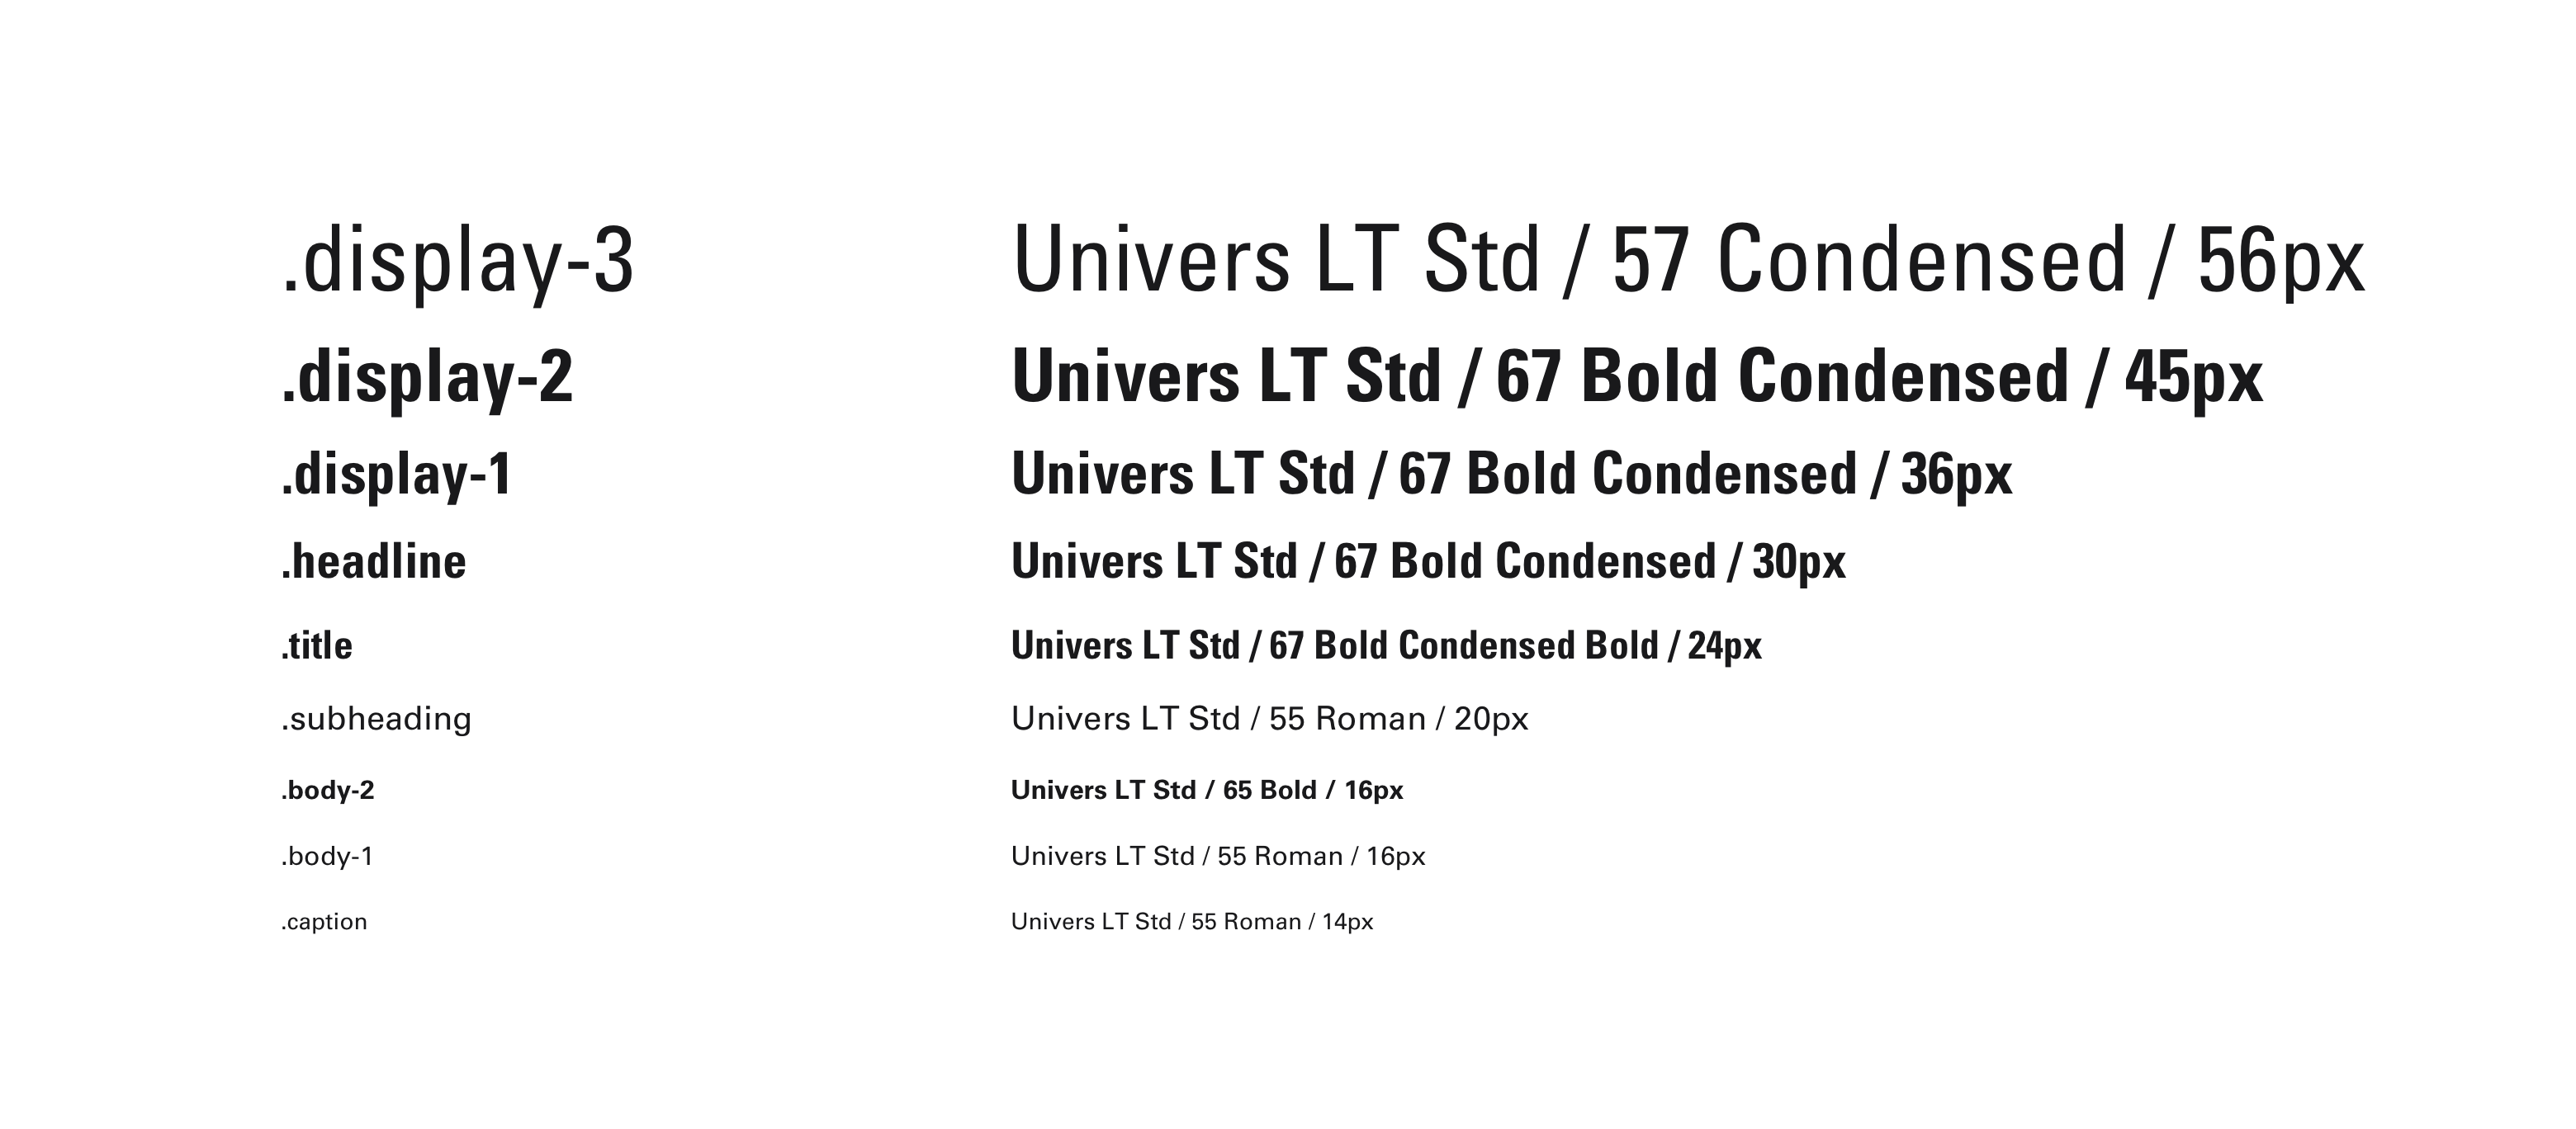 .display-3 Univers LT Std / 57 Condensed / 56px
.display-2 Univers LT Std / 67 Bold Condensed / 45px
.display-1 Univers LT Std / 67 Bold Condensed / 36px
.headline Univers LT Std / 67 Bold Condensed / 30px
.title Univers LT Std / 67 Bold Condensed Bold / 24px
.subheading Univers LT Std / 55 Roman / 20px
.body-2 Univers LT Std / 65 Bold / 16px
.body-1 Univers LT Std / 55 Roman / 16px
.caption Univers LT Std / 55 Roman / 14px